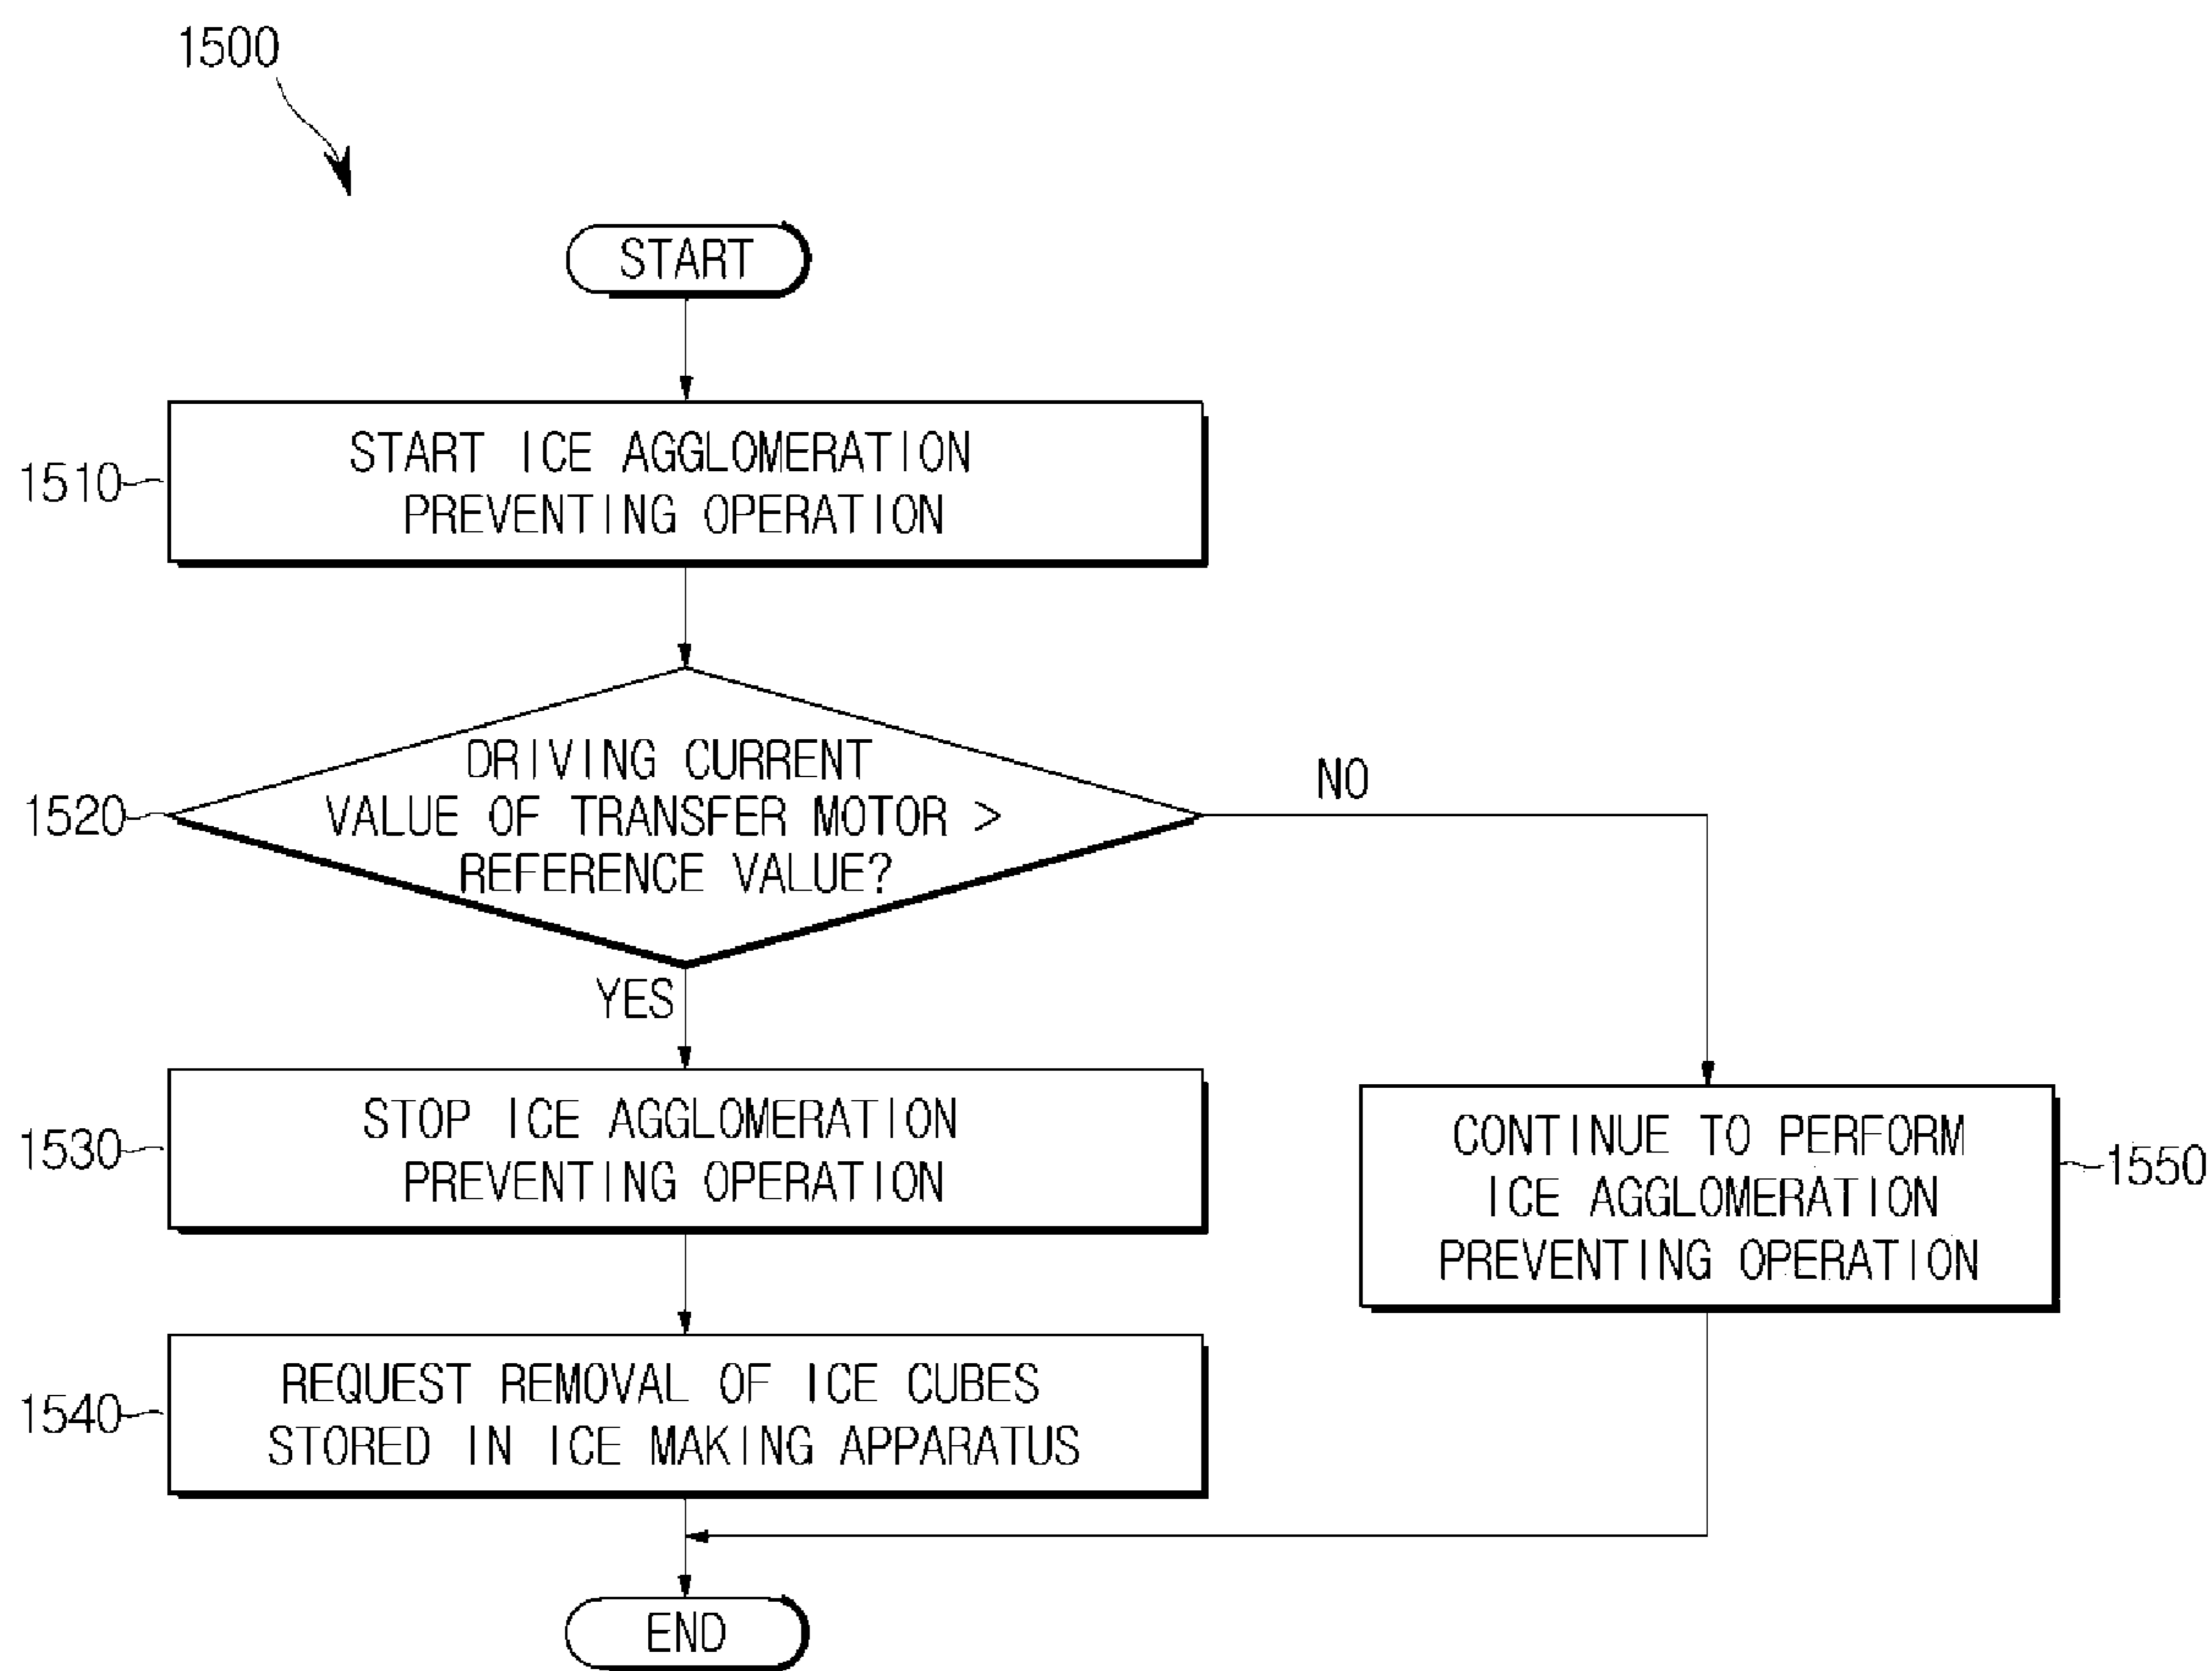 1500
START
START ICE AGGLOMERATION
PREVENTING OPERATION
1510
DRIVING CURRENT
VALUE OF TRANSFER MOTOR >
REFERENCE VALUE?
1520
NO
YES
STOP ICE AGGLOMERATION
PREVENTING OPERATION
1530
CONTINUE TO PERFORM
ICE AGGLOMERATION
PREVENTING OPERATION
1550
REQUEST REMOVAL OF ICE CUBES
STORED IN ICE MAKING APPARATUS
1540
END